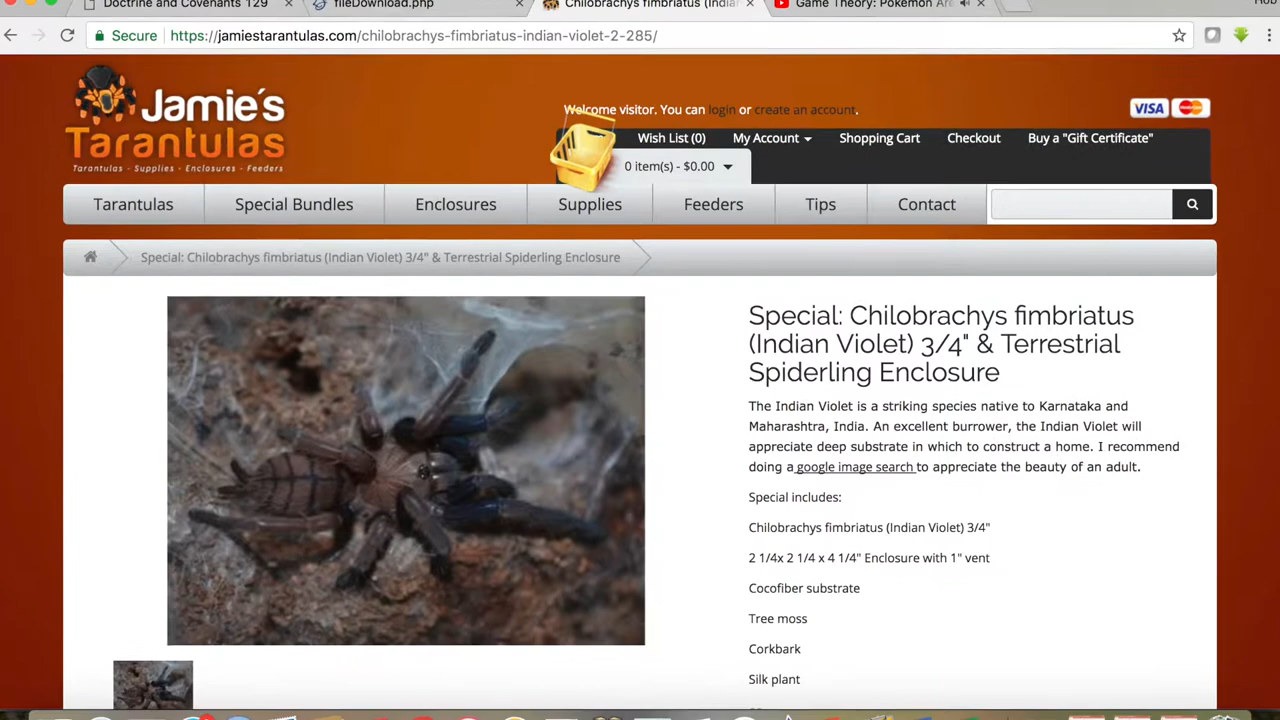 Doctrine and Covenants 129
fileDownload.php
Chilobrachys fimbriatus (India
Game Theory: Pokemon Are
Rob
Secure https://jamiestarantulas.com/chilobrachys-fimbriatus-indian-violet-2-285/
Jamie's
Tarantulas
Tarantulas - Supplies - Enclosures - Feeders
Welcome visitor. You can login or create an account.
VISA MasterCard
Wish List (0) My Account Shopping Cart Checkout Buy a "Gift Certificate"
0 item(s) - $0.00
Tarantulas Special Bundles Enclosures Supplies Feeders Tips Contact
Special: Chilobrachys fimbriatus (Indian Violet) 3/4" & Terrestrial Spiderling Enclosure
Special: Chilobrachys fimbriatus
(Indian Violet) 3/4" & Terrestrial
Spiderling Enclosure
The Indian Violet is a striking species native to Karnataka and
Maharashtra, India. An excellent burrower, the Indian Violet will
appreciate deep substrate in which to construct a home. I recommend
doing a google image search to appreciate the beauty of an adult.
Special includes:
Chilobrachys fimbriatus (Indian Violet) 3/4"
2 1/4x 2 1/4 x 4 1/4" Enclosure with 1" vent
Cocofiber substrate
Tree moss
Corkbark
Silk plant